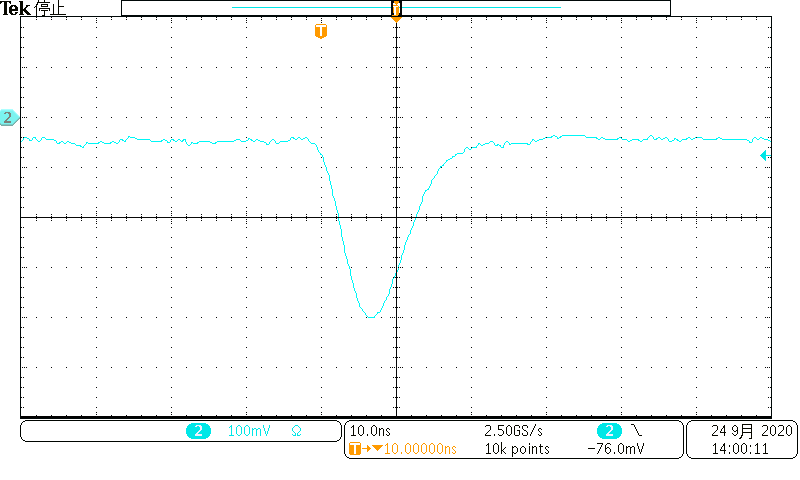 Tek 停止
T
T
2
2 100mV Ω
10.0ns 2.50GS/s 2
T→▼10.00000ns 10k points -76.0mV
24 9月 2020
14:00:11